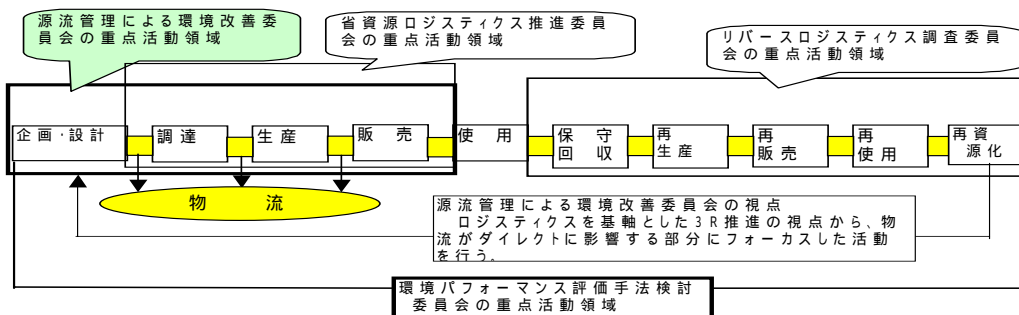 源流管理による環境改善委
員会の重点活動領域
省資源ロジスティクス推進委員
会の重点活動領域
リバースロジスティクス調査委員
会の重点活動領域
企画・設計
調達
生産
販 売
使 用
保 守
回 収
再
生産
再
販売
再
使用
再資
源化
物 流
源流管理による環境改善委員会の視点
ロジスティクスを基軸とした3R推進の視点から、物
流がダイレクトに影響する部分にフォーカスした活動
を行う。
環境パフォーマンス評価手法検討
委員会の重点活動領域